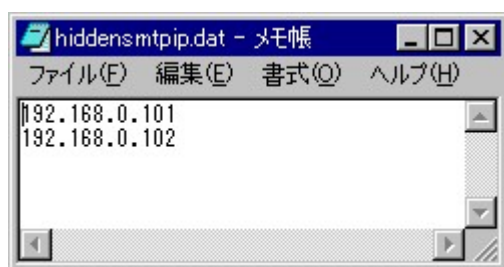 hiddensmtpip.dat - メモ帳
ファイル(F) 編集(E) 書式(O) ヘルプ(H)
192.168.0.101
192.168.0.102